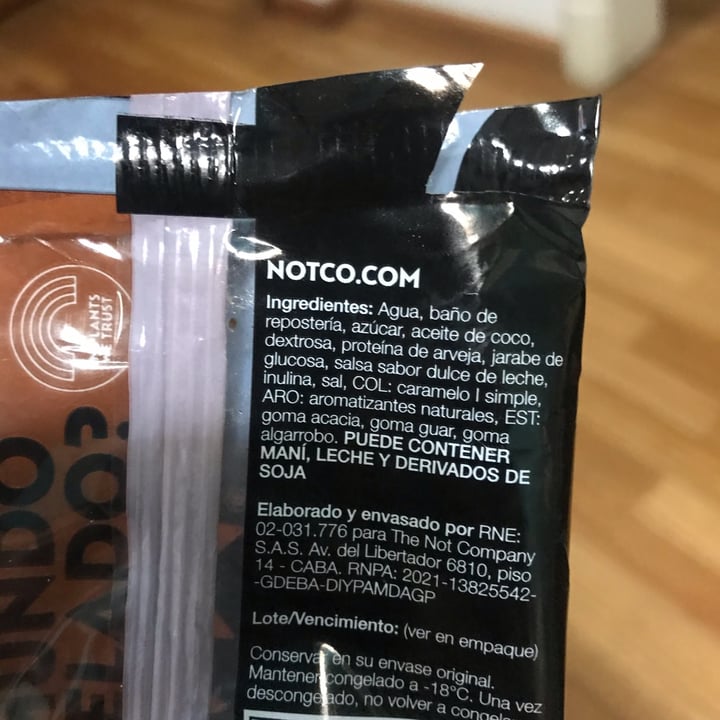 NOTCO.COM
Ingredientes: Agua, baño de
repostería, azúcar, aceite de coco,
dextrosa, proteína de arveja, jarabe de
glucosa, salsa sabor dulce de leche,
inulina, sal, COL: caramelo I simple,
ARO: aromatizantes naturales, EST:
goma acacia, goma guar, goma
algarrobo. PUEDE CONTENER
MANÍ, LECHE Y DERIVADOS DE
SOJA
Elaborado y envasado por RNE:
02-031.776 para The Not Company
S.A.S. Av. del Libertador 6810, piso
14 - CABA. RNPA: 2021-13825542-
-GDEBA-DIYPAMDAGP
Lote/Vencimiento: (ver en empaque)
Conservar en su envase original.
Mantener congelado a -18°C. Una vez
descongelado, no volver a
TRUST